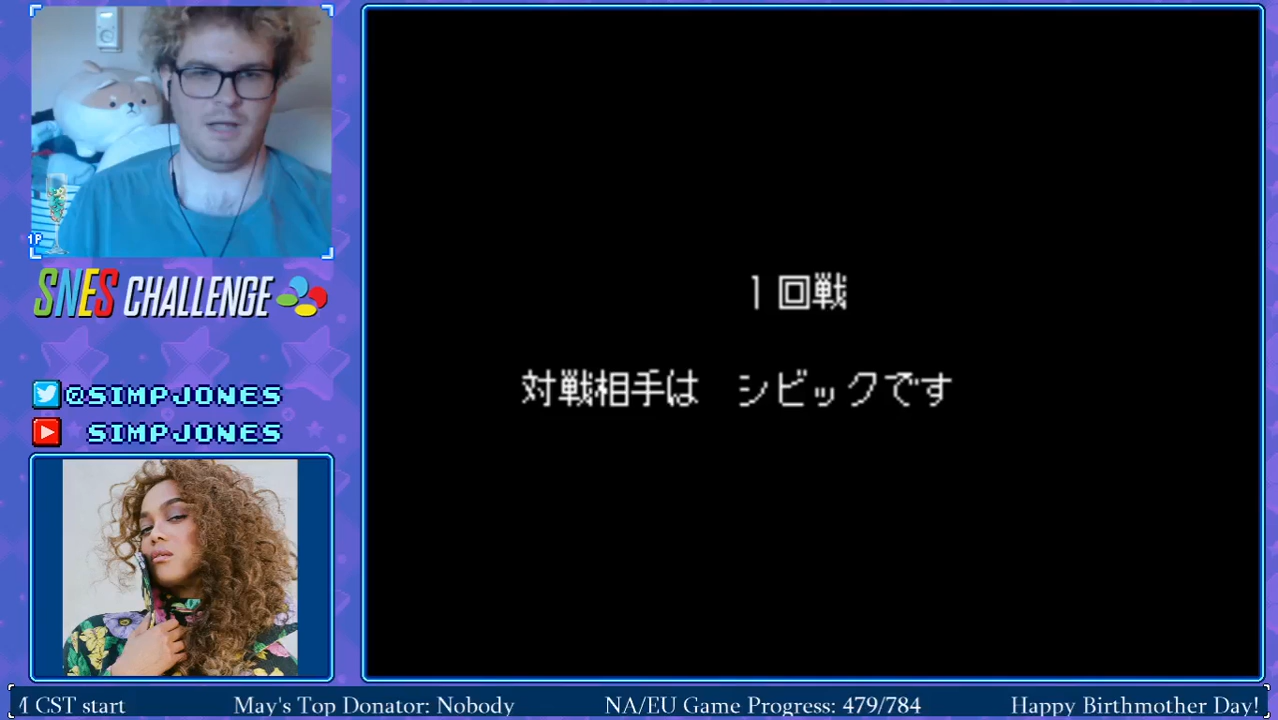 1P
SNES CHALLENGE
@SIMPJONES
SIMPJONES
1回戦
対戦相手は シビックです
M CST start May's Top Donator: Nobody NA/EU Game Progress: 479/784 Happy Birthmother Day!